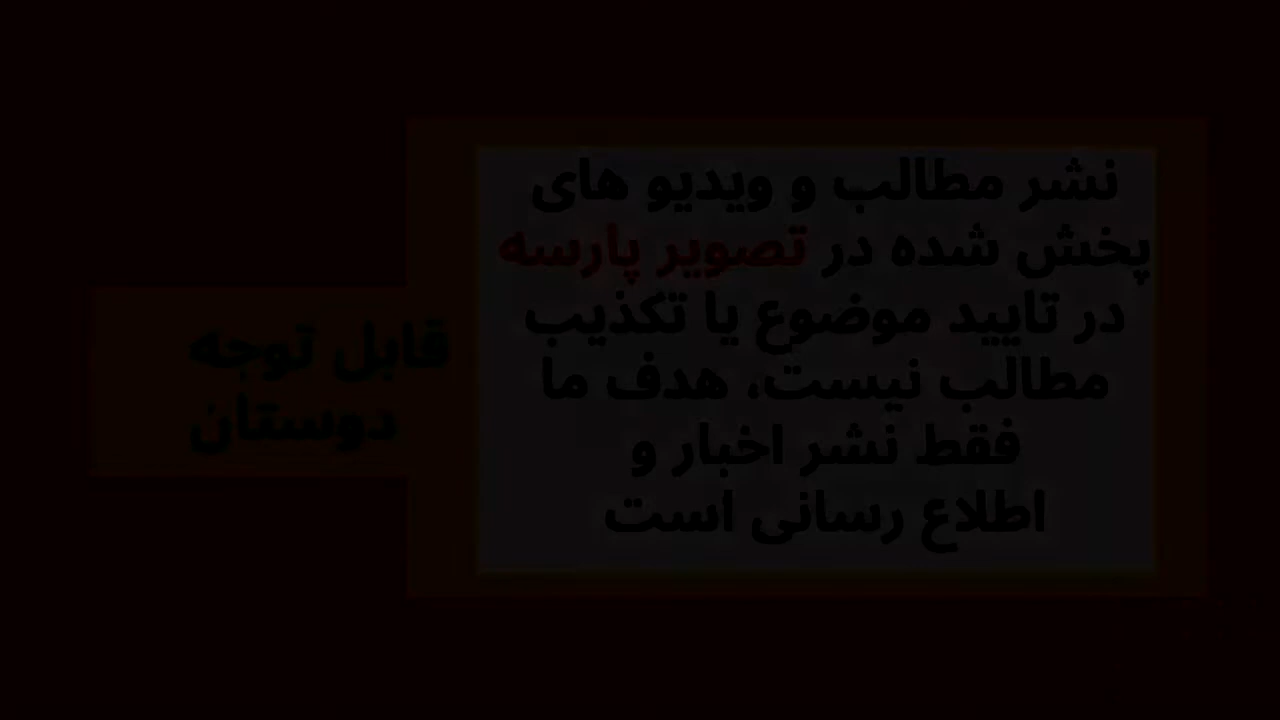 نشر مطالب و ویدیو های
پخش شده در تصویر پارسه
در تایید موضوع یا تکذیب
مطالب نیست، هدف ما
فقط نشر اخبار و
اطلاع رسانی است
قابل توجه
دوستان